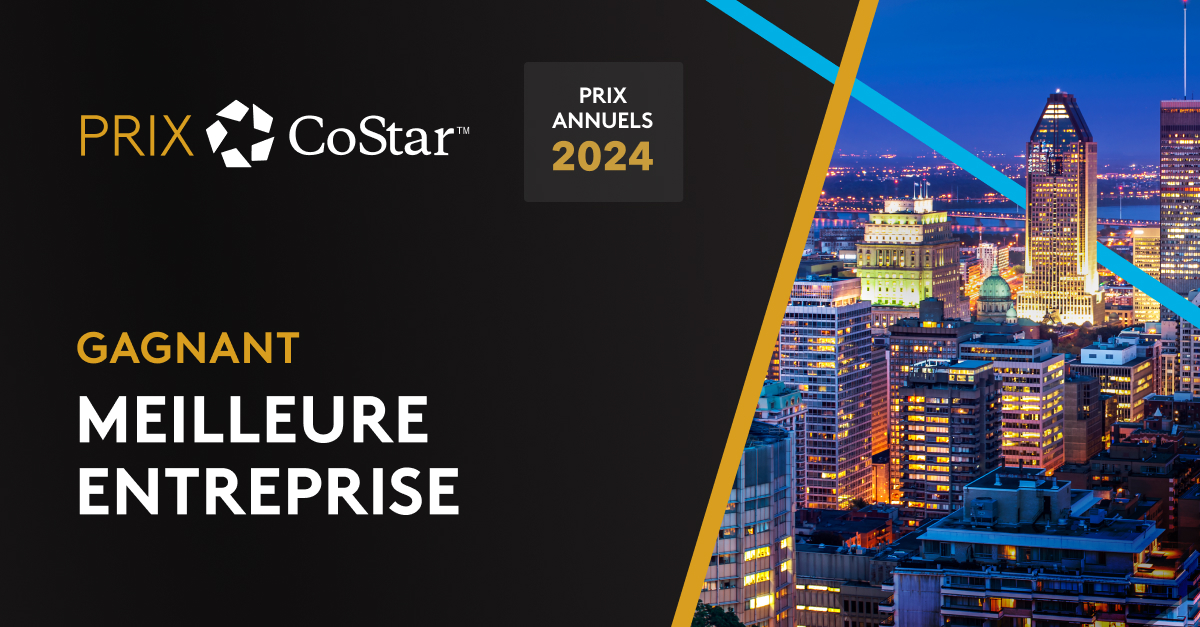 PRIX CoStar™
PRIX
ANNUELS
2024
GAGNANT
MEILLEURE
ENTREPRISE